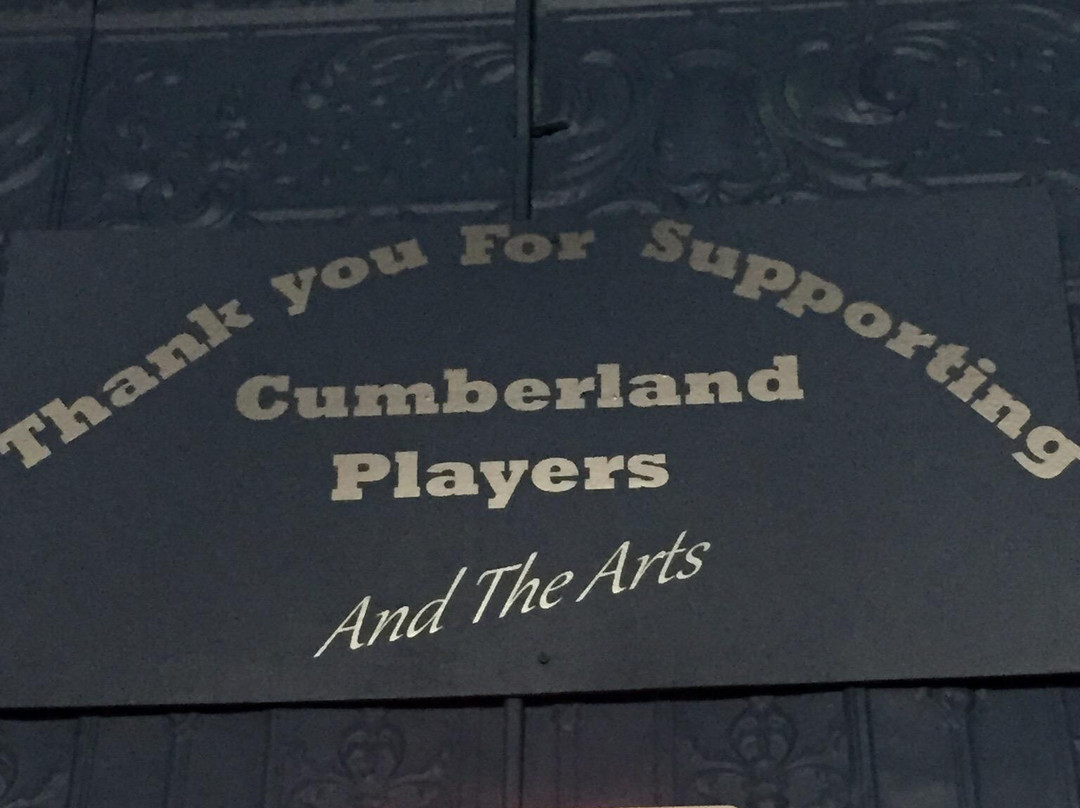 Thank you For Supporting
Cumberland
Players
And The Arts